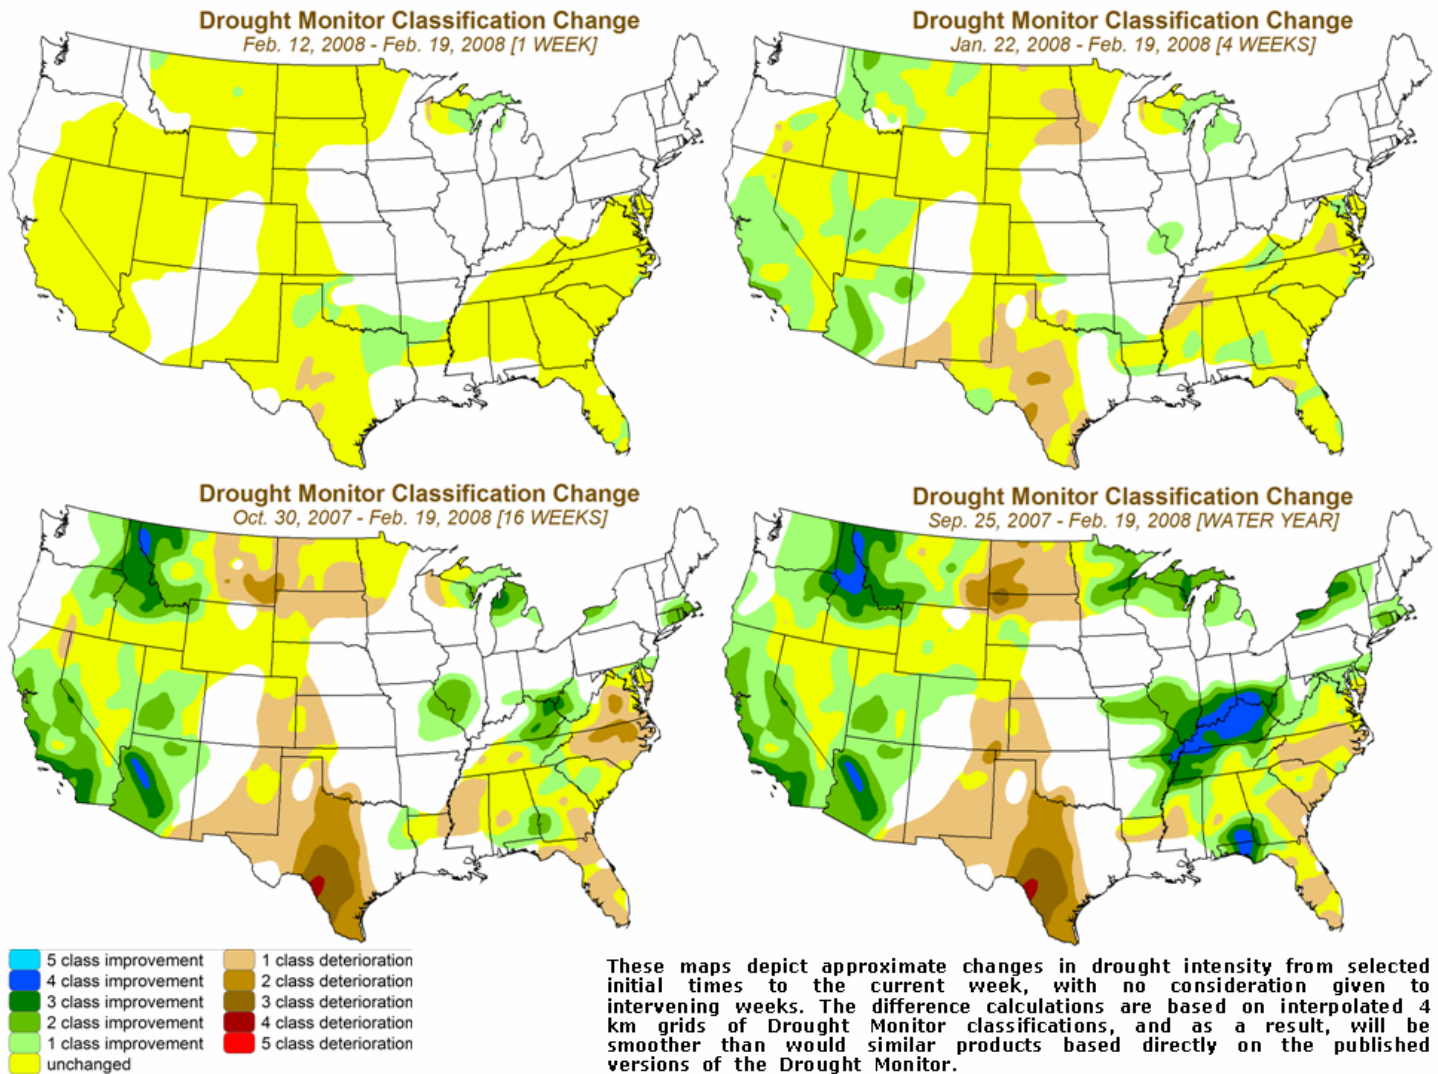 Drought Monitor Classification Change
Feb. 12, 2008 - Feb. 19, 2008 [1 WEEK]
Drought Monitor Classification Change
Jan. 22, 2008 - Feb. 19, 2008 [4 WEEKS]
Drought Monitor Classification Change
Oct. 30, 2007 - Feb. 19, 2008 [16 WEEKS]
Drought Monitor Classification Change
Sep. 25, 2007 - Feb. 19, 2008 [WATER YEAR]
5 class improvement
4 class improvement
3 class improvement
2 class improvement
1 class improvement
unchanged
1 class deterioration
2 class deterioration
3 class deterioration
4 class deterioration
5 class deterioration
These maps depict approximate changes in drought intensity from selected
initial times to the current week, with no consideration given to
intervening weeks. The difference calculations are based on interpolated 4
km grids of Drought Monitor classifications, and as a result, will be
smoother than would similar products based directly on the published
versions of the Drought Monitor.